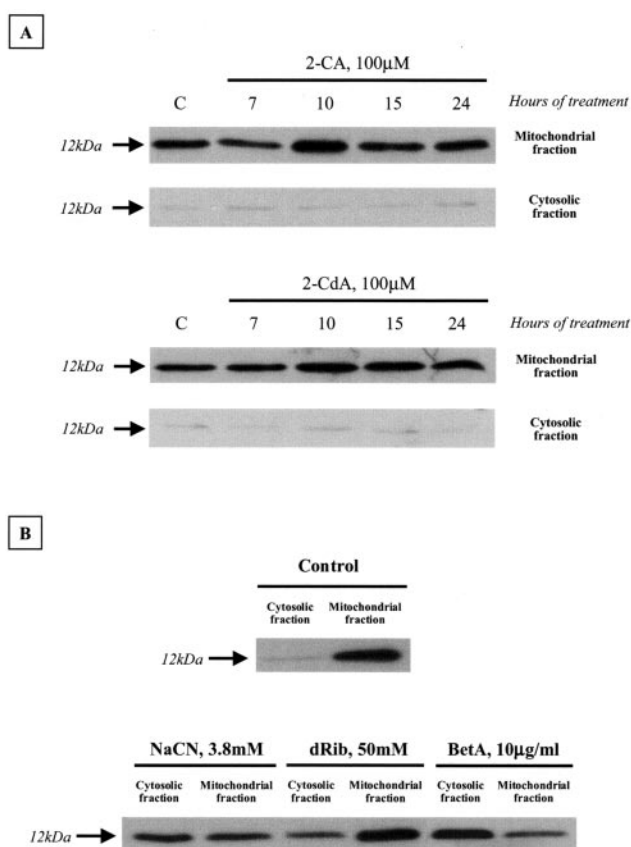 A
2-CA, 100µM
C 7 10 15 24 Hours of treatment
12kDa Mitochondrial
fraction
12kDa Cytosolic
fraction
2-CdA, 100µM
C 7 10 15 24 Hours of treatment
12kDa Mitochondrial
fraction
12kDa Cytosolic
fraction
B
Control
Cytosolic Mitochondrial
fraction fraction
12kDa
NaCN, 3.8mM dRib, 50mM BetA, 10µg/ml
Cytosolic Mitochondrial Cytosolic Mitochondrial Cytosolic Mitochondrial
fraction fraction fraction fraction fraction fraction
12kDa